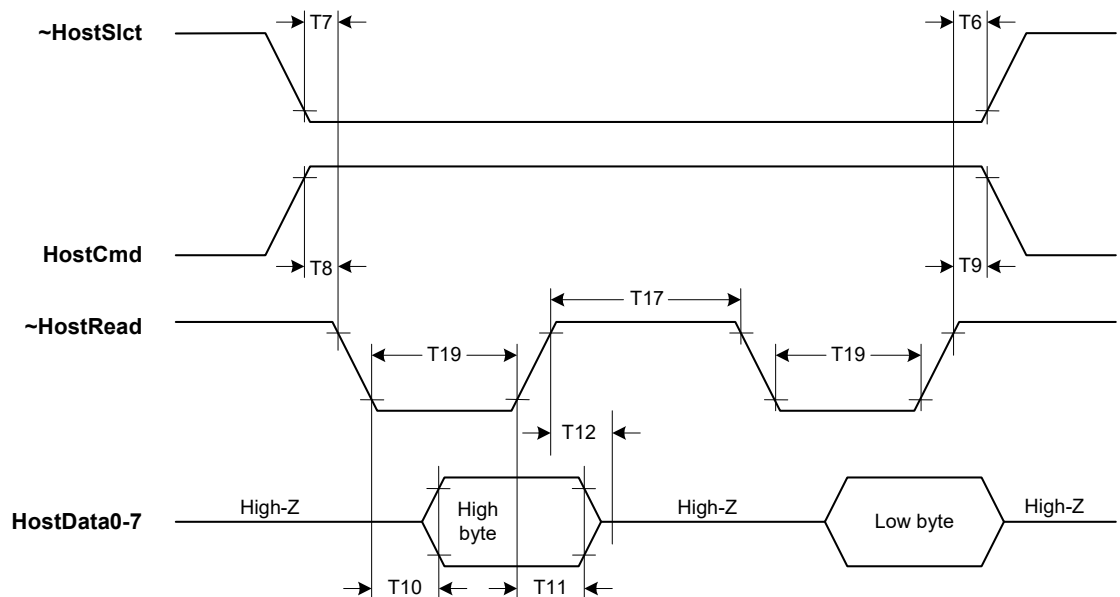 ~HostSlct
T7
T6
HostCmd
T8
T9
~HostRead
T17
T19
T19
T12
HostData0-7
High-Z
High
byte
High-Z
Low byte
High-Z
T10
T11